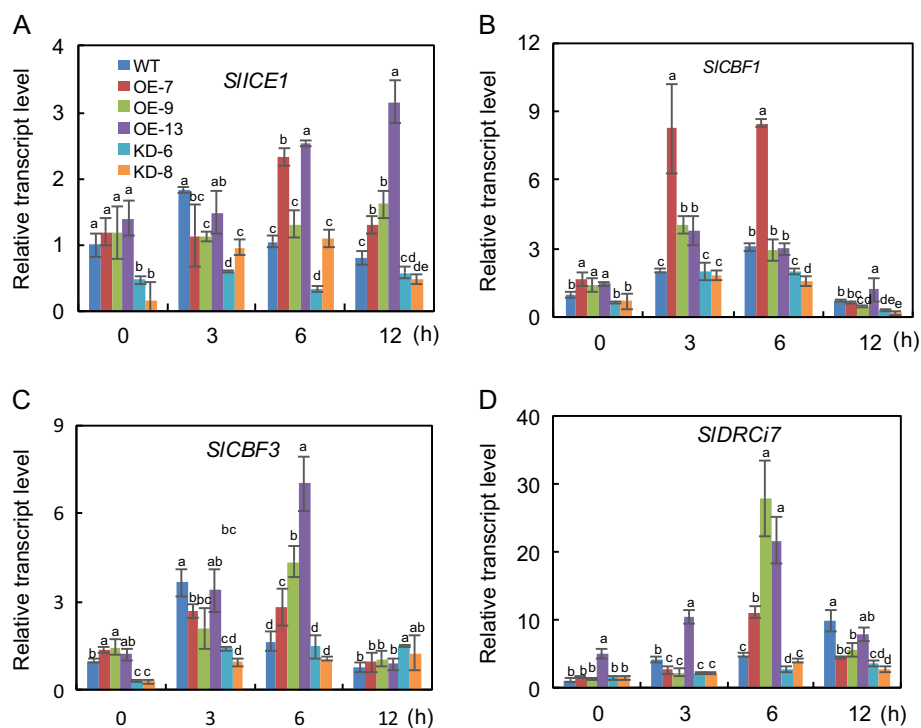 A
Relative transcript level
SlICE1
4
3
2
1
0
WT
OE-7
OE-9
OE-13
KD-6
KD-8
a a a a b b
a bc c ab d c
c b c a d c
c b b a cd de
0 3 6 12 (h)
B
Relative transcript level
SlCBF1
12
9
6
3
0
b a a a b b
c a b b c c
b a b b c d
b bc cd a de e
0 3 6 12 (h)
C
Relative transcript level
SlCBF3
9
6
3
0
bc
b a a ab c c
a b bc ab cd d
d c b a d d
b b b b a ab
0 3 6 12 (h)
D
Relative transcript level
SlDRCi7
40
30
20
10
0
b b b a b b
b c c a c c
c b a a d c
a bc b ab c d
0 3 6 12 (h)